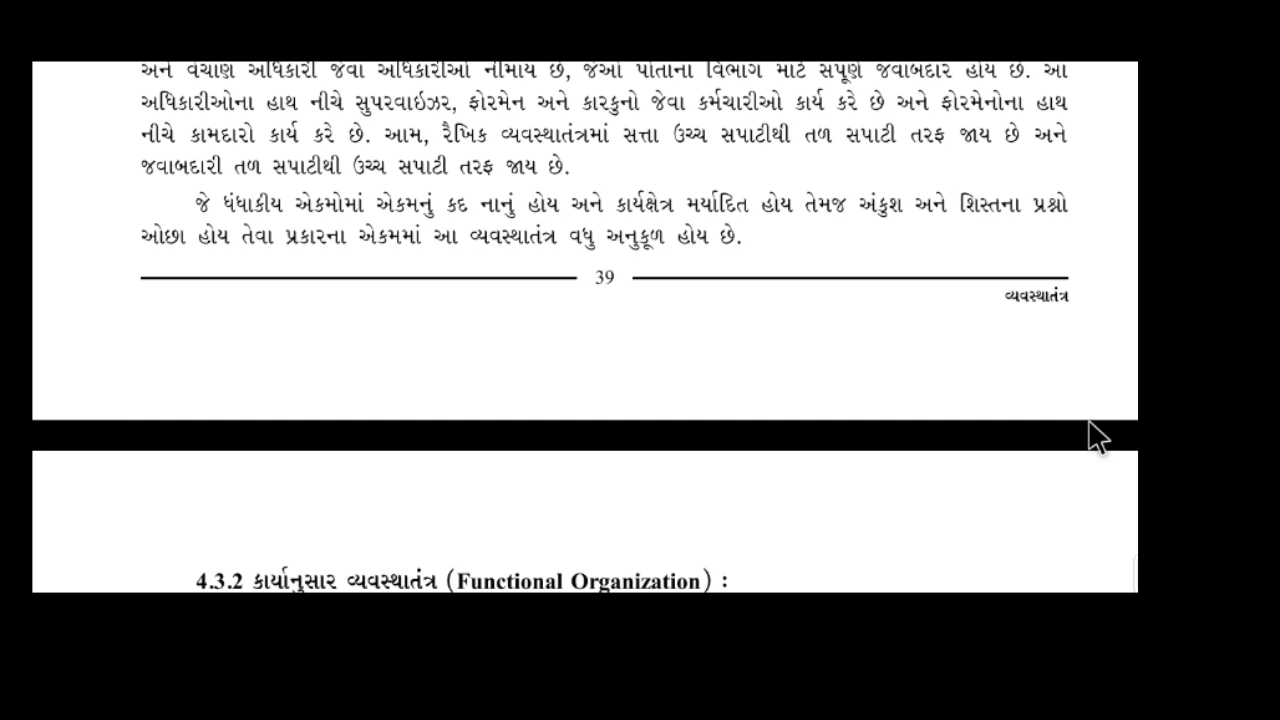 અને વેચાણ અધિકારી જેવા અધિકારીઓ નીમાય છે, જેઓ પોતાના વિભાગ માટે સંપૂર્ણ જવાબદાર હોય છે. આ
અધિકારીઓના હાથ નીચે સુપરવાઇઝર, ફોરમેન અને કારકુનો જેવા કર્મચારીઓ કાર્ય કરે છે અને ફોરમેનોના હાથ
નીચે કામદારો કાર્ય કરે છે. આમ, રૈખિક વ્યવસ્થાતંત્રમાં સત્તા ઉચ્ચ સપાટીથી તળ સપાટી તરફ જાય છે અને
જવાબદારી તળ સપાટીથી ઉચ્ચ સપાટી તરફ જાય છે.
જે ધંધાકીય એકમોમાં એકમનું કદ નાનું હોય અને કાર્યક્ષેત્ર મર્યાદિત હોય તેમજ અંકુશ અને શિસ્તના પ્રશ્નો
ઓછા હોય તેવા પ્રકારના એકમમાં આ વ્યવસ્થાતંત્ર વધુ અનુકૂળ હોય છે.
39
વ્યવસ્થાતંત્ર
4.3.2 કાર્યાનુસાર વ્યવસ્થાતંત્ર (Functional Organization) :